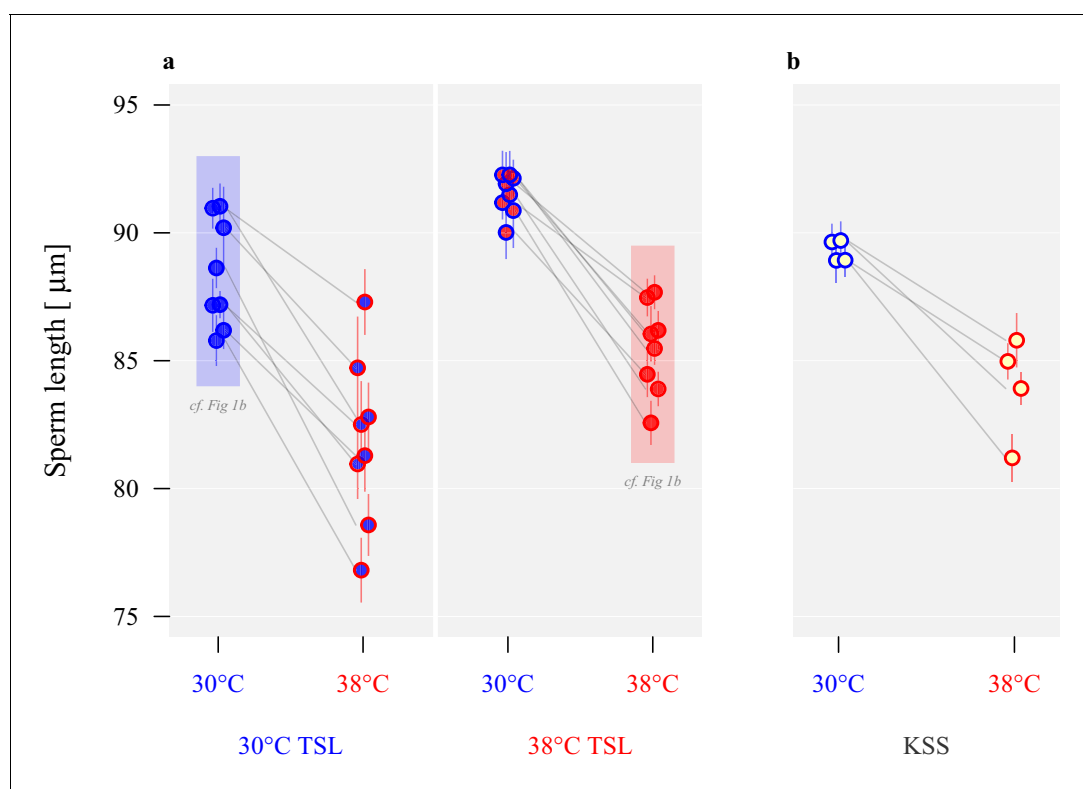 a
b
95
90
85
80
75
Sperm length [ µm]
cf. Fig 1b
cf. Fig 1b
30°C
38°C
30°C
38°C
30°C
38°C
30°C TSL
38°C TSL
KSS